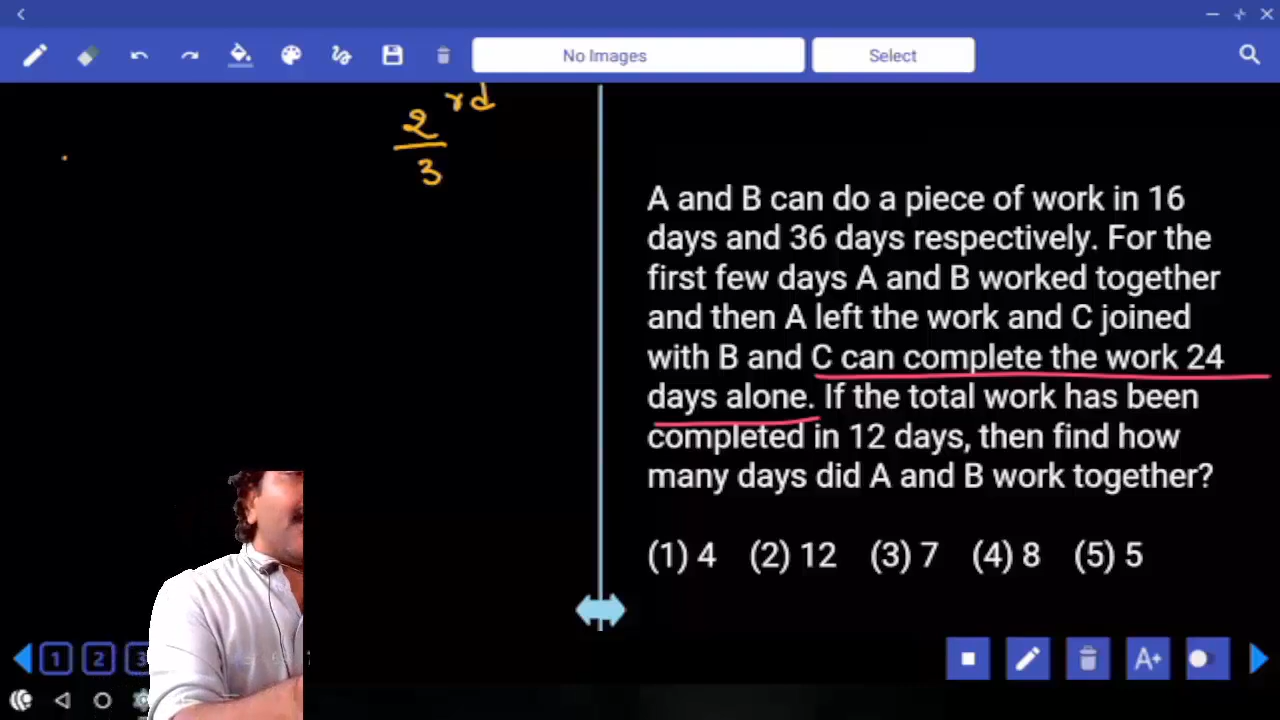 No Images
Select
2 rd
3
A and B can do a piece of work in 16
days and 36 days respectively. For the
first few days A and B worked together
and then A left the work and C joined
with B and C can complete the work 24
days alone. If the total work has been
completed in 12 days, then find how
many days did A and B work together?
(1) 4 (2) 12 (3) 7 (4) 8 (5) 5
1 2 3
A+